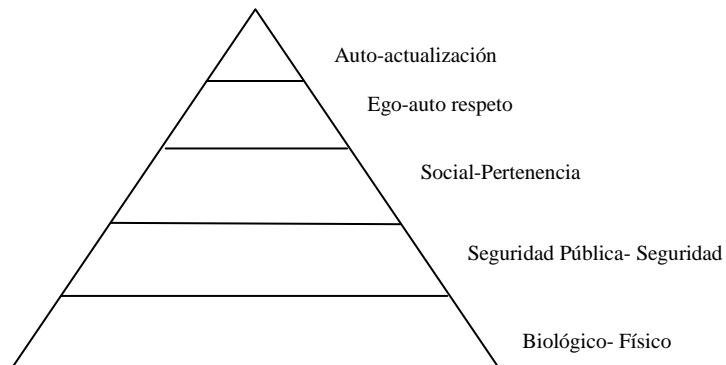 Auto-actualización
Ego-auto respeto
Social-Pertenencia
Seguridad Pública- Seguridad
Biológico- Físico